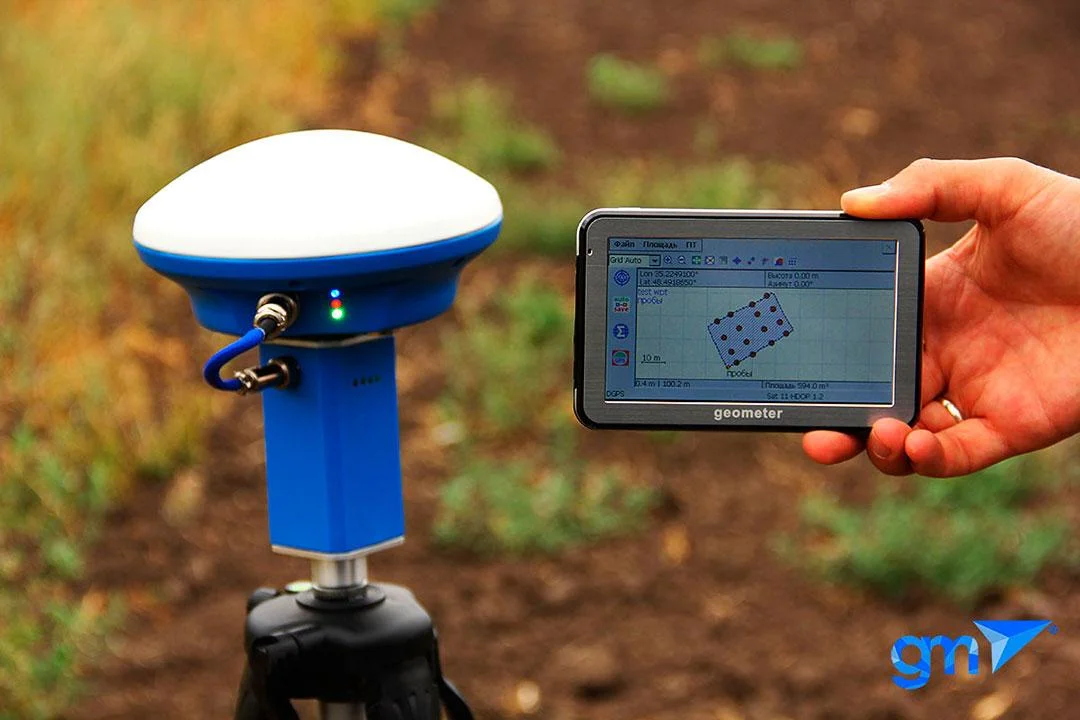 Файл Площадь ПТ
Grid Auto
Lon 35.2249100° Высота 0.00 m
Lat 48.4918650° Азимут 0.00°
auto save
test wpt
пробы
10 m
пробы
0.4 m | 100.2 m Площадь 594.0 m²
DGPS Sat 11 HDOP 1.2
geometer
gm